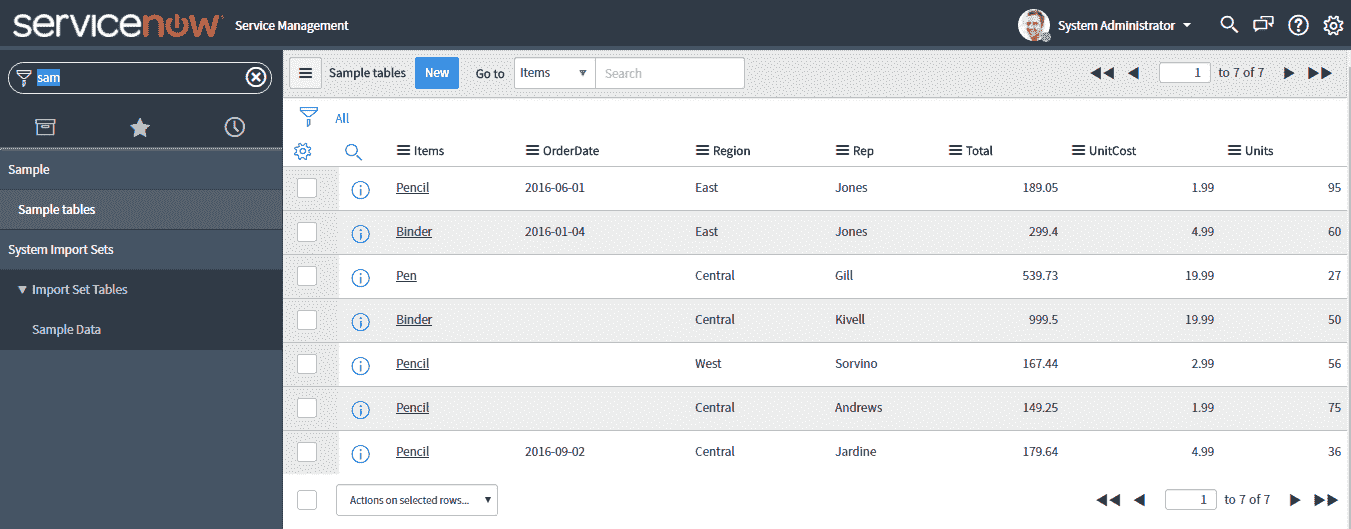 servicenow Service Management System Administrator
sam
Sample tables New Go to Items Search 1 to 7 of 7
All
Items OrderDate Region Rep Total UnitCost Units
Sample
Pencil 2016-06-01 East Jones 189.05 1.99 95
Sample tables
Binder 2016-01-04 East Jones 299.4 4.99 60
System Import Sets
Pen Central Gill 539.73 19.99 27
Import Set Tables
Binder Central Kivell 999.5 19.99 50
Sample Data
Pencil West Sorvino 167.44 2.99 56
Pencil Central Andrews 149.25 1.99 75
Pencil 2016-09-02 Central Jardine 179.64 4.99 36
Actions on selected rows... 1 to 7 of 7